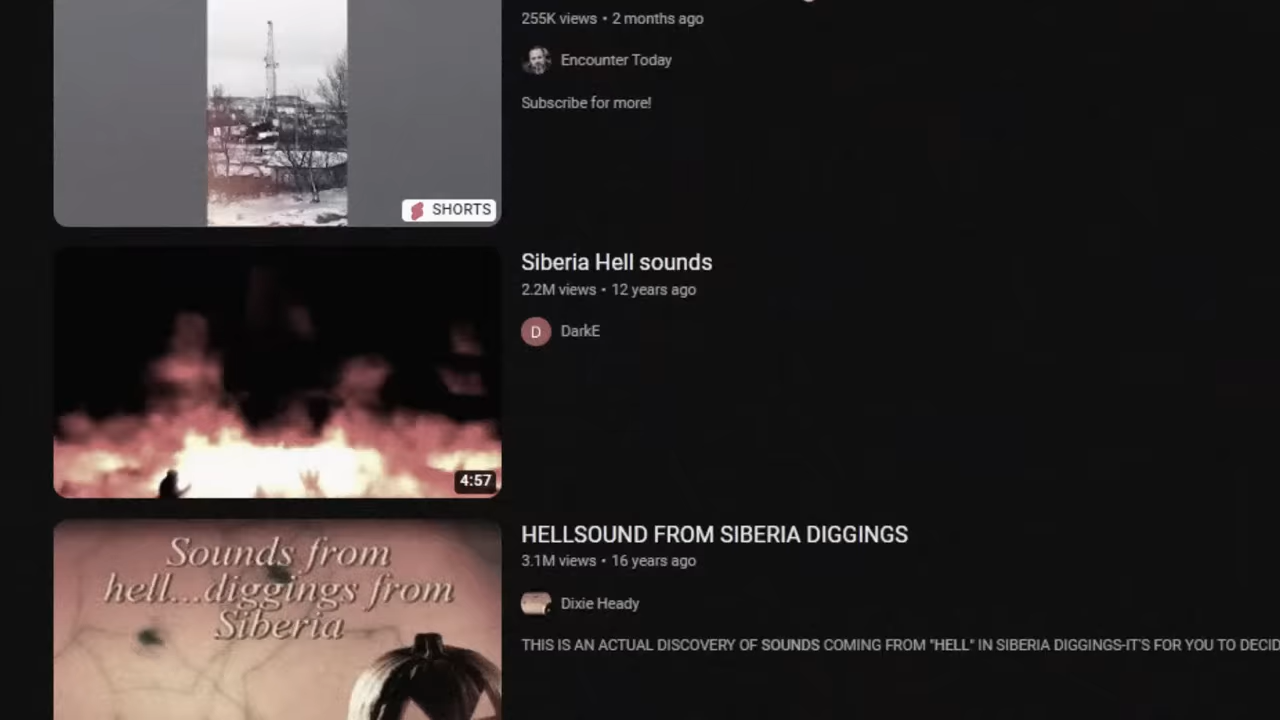 255K views • 2 months ago
Encounter Today
Subscribe for more!
SHORTS
Siberia Hell sounds
2.2M views • 12 years ago
D DarkE
4:57
Sounds from
hell...diggings from
Siberia
HELLSOUND FROM SIBERIA DIGGINGS
3.1M views • 16 years ago
Dixie Heady
THIS IS AN ACTUAL DISCOVERY OF SOUNDS COMING FROM "HELL" IN SIBERIA DIGGINGS-IT'S FOR YOU TO DECID